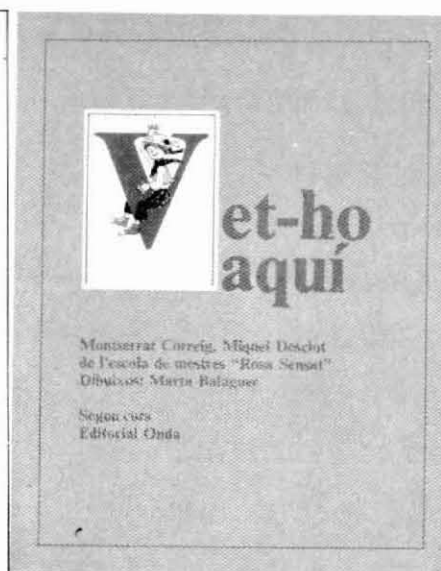 Vet-ho
aquí
Montserrat Correig, Miquel Desclot
de l'escola de mestres "Rosa Sensat"
Dibuixos: Marta Balaguer
Segon curs
Editorial Onda